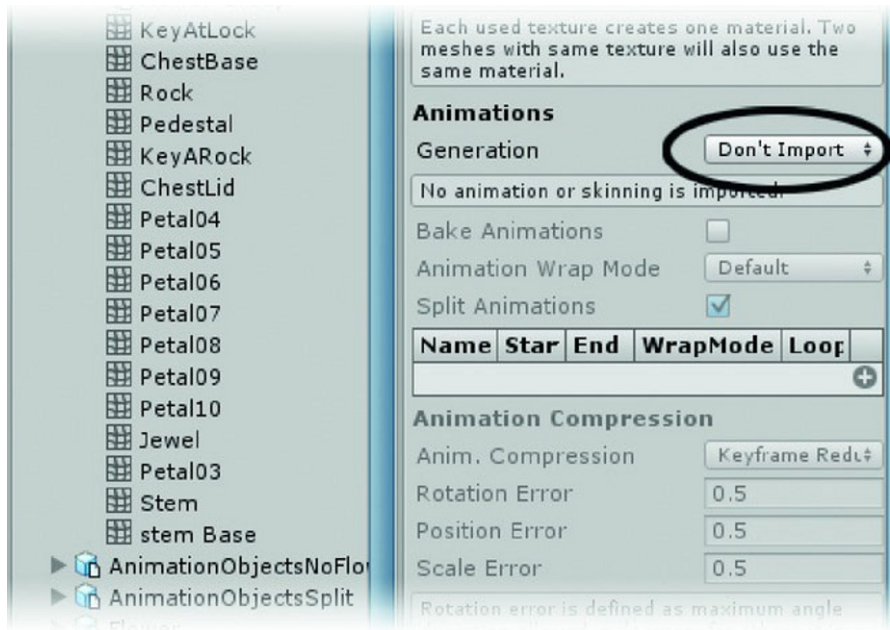 KeyAtLock
ChestBase
Rock
Pedestal
KeyARock
ChestLid
Petal04
Petal05
Petal06
Petal07
Petal08
Petal09
Petal10
Jewel
Petal03
Stem
stem Base
AnimationObjectsNoFlo
AnimationObjectsSplit
Flower
Each used texture creates one material. Two
meshes with same texture will also use the
same material.
Animations
Generation Don't Import
No animation or skinning is imported.
Bake Animations
Animation Wrap Mode Default
Split Animations
Name Star End WrapMode Loop
Animation Compression
Anim. Compression Keyframe Redu
Rotation Error 0.5
Position Error 0.5
Scale Error 0.5
Rotation error is defined as maximum angle